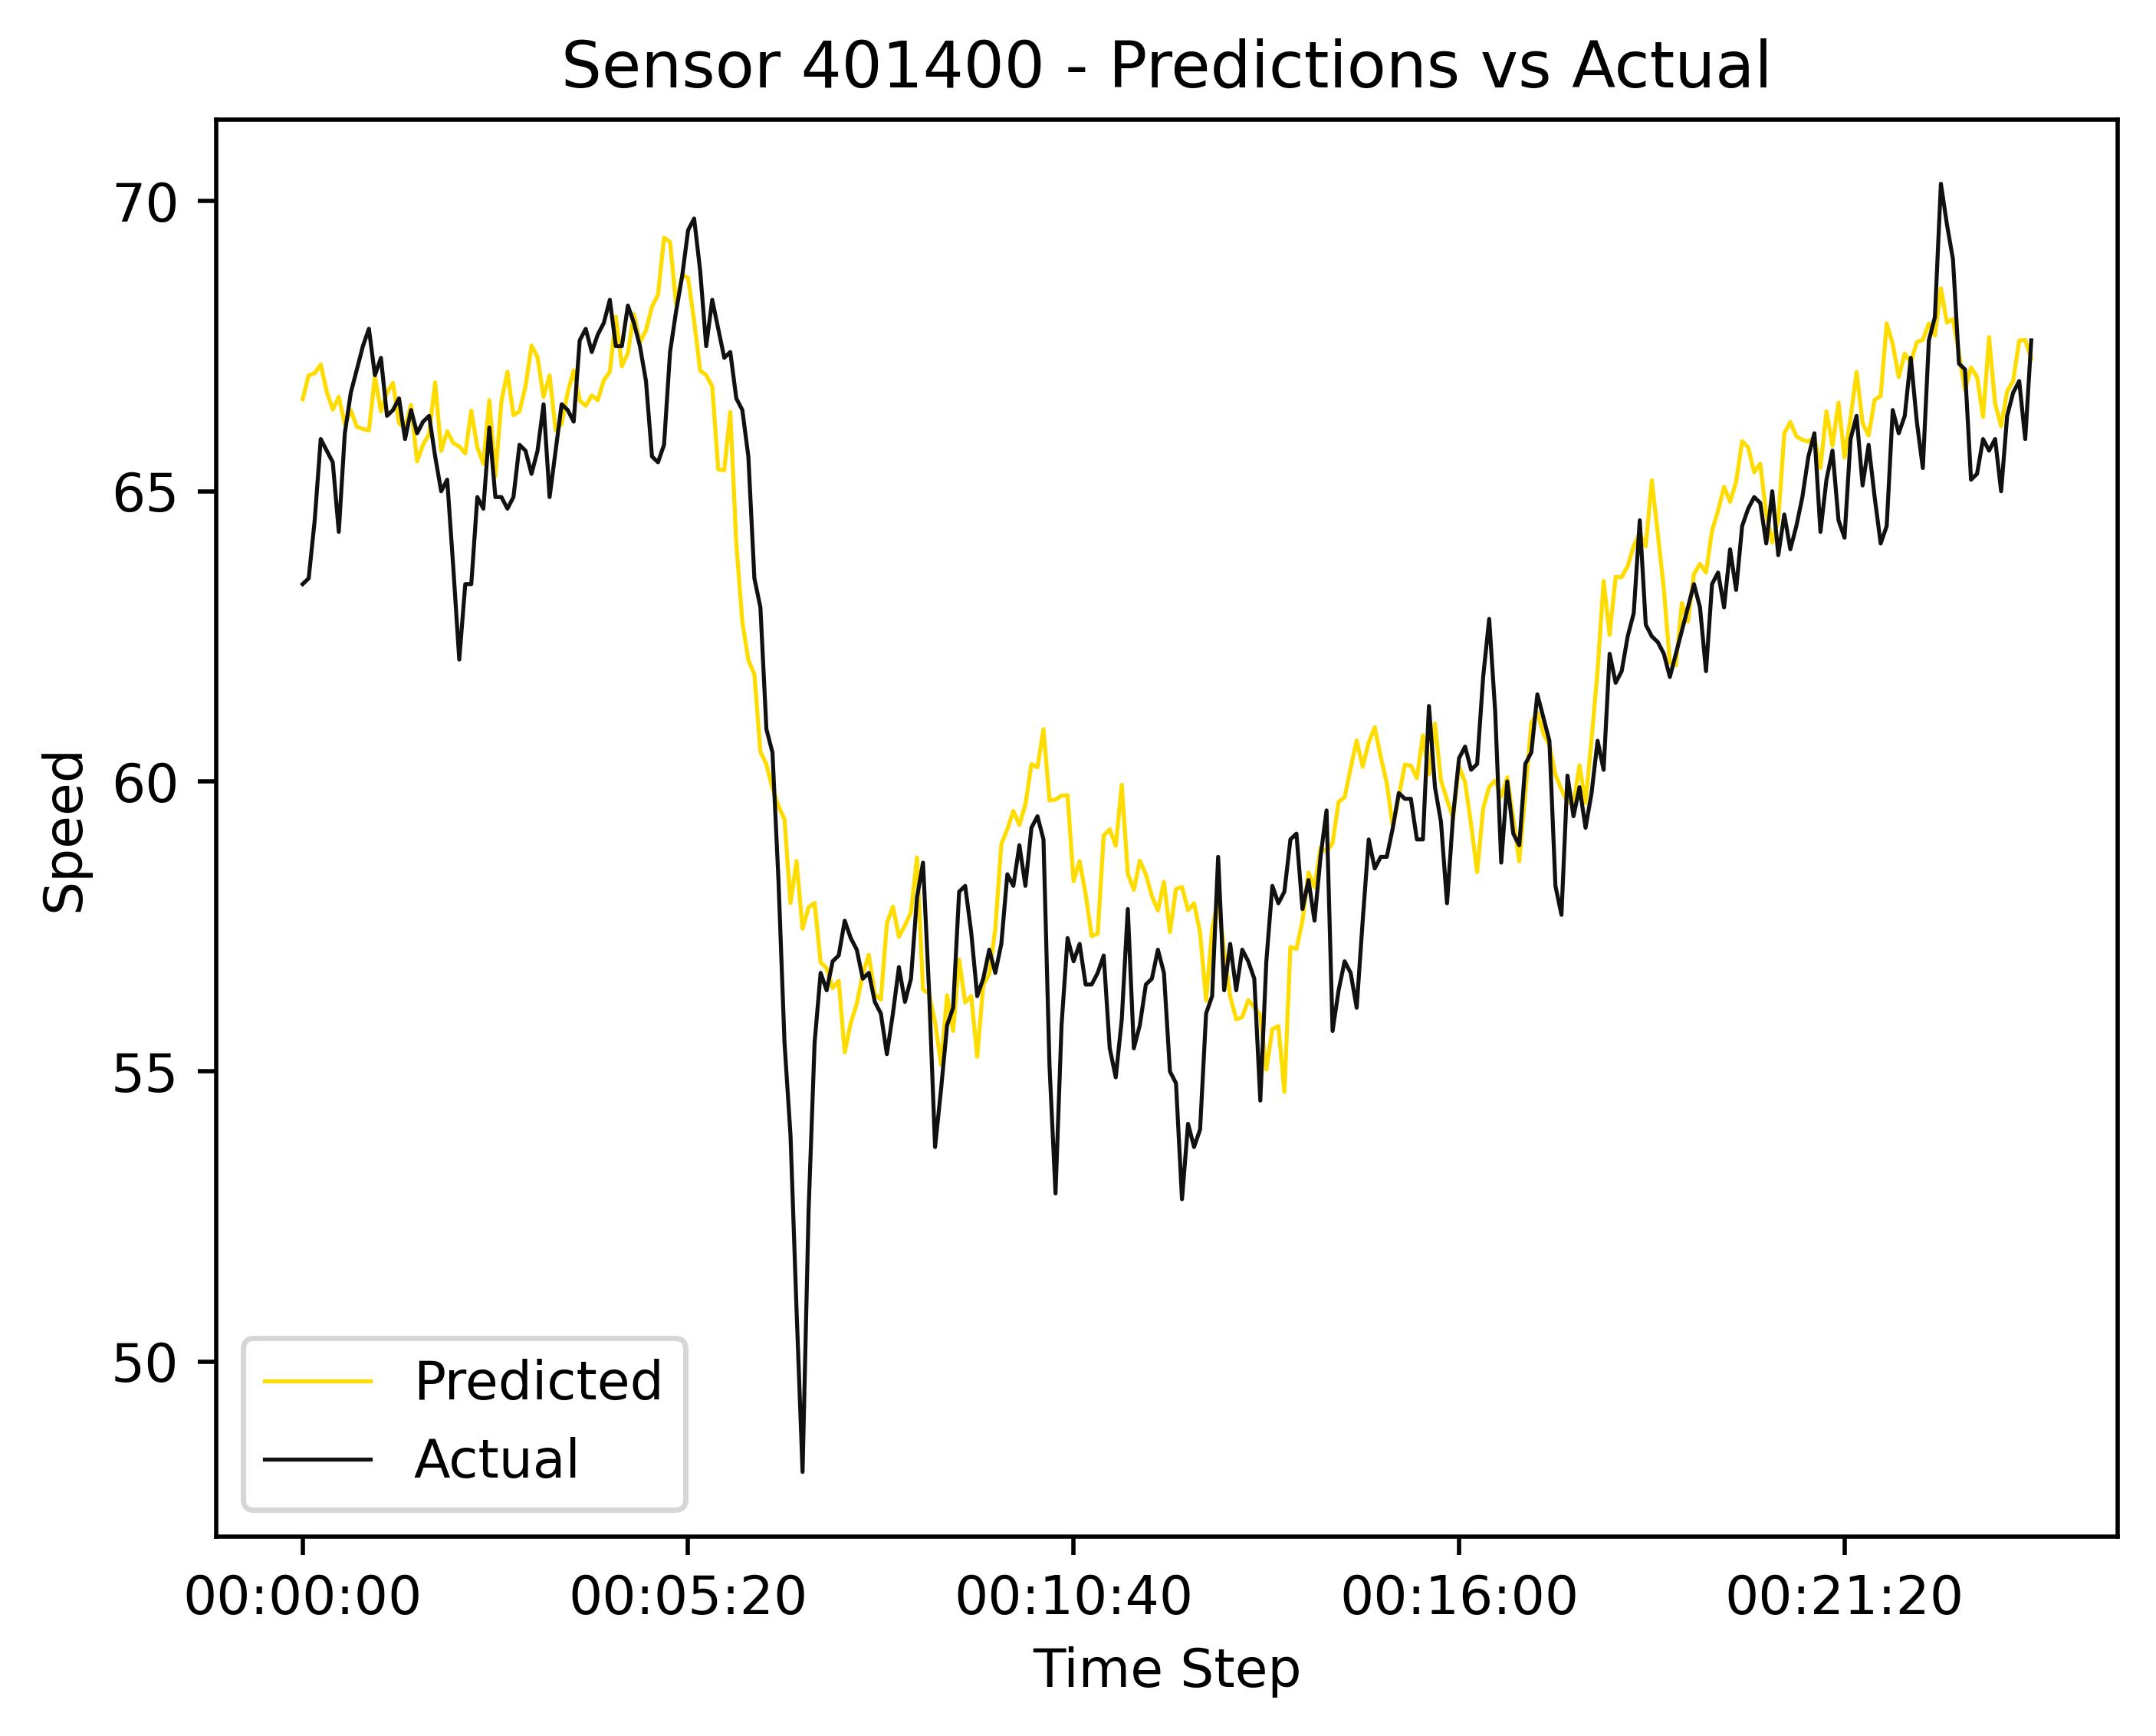 Sensor 401400 - Predictions vs Actual
70
65
60
55
50
Speed
Predicted
Actual
00:00:00 00:05:20 00:10:40 00:16:00 00:21:20
Time Step